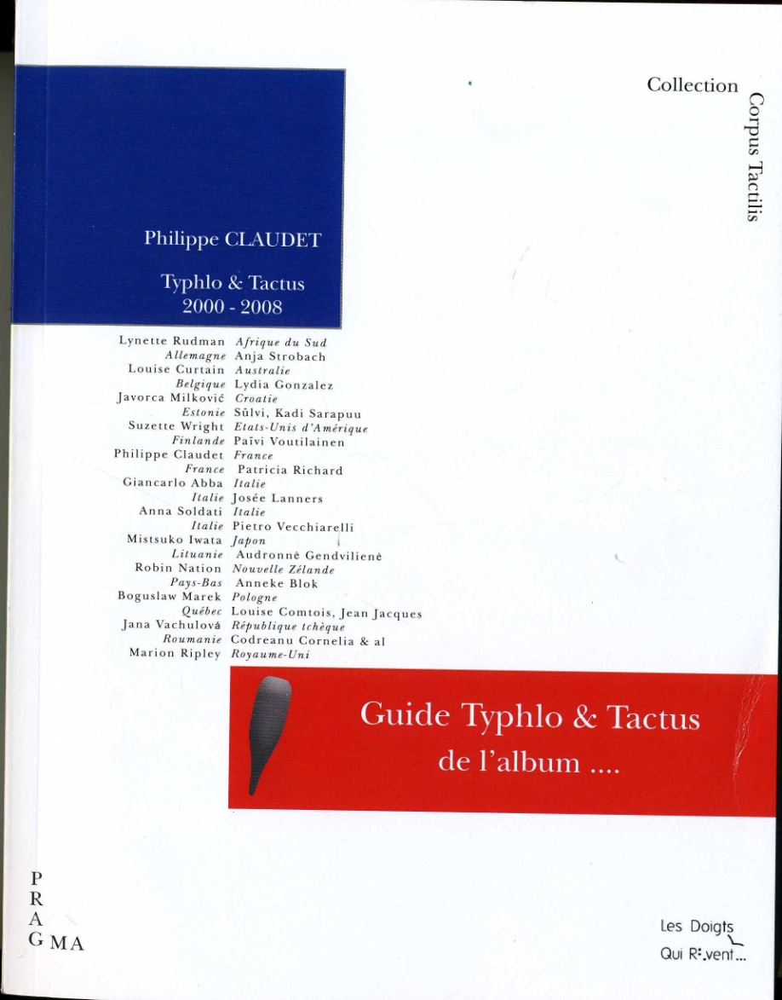 Collection
Corpus Tactilis
Philippe CLAUDET
Typhlo & Tactus
2000 - 2008
Lynette Rudman Afrique du Sud
Allemagne Anja Strobach
Louise Curtain Australie
Belgique Lydia Gonzalez
Javorca Milković Croatie
Estonie Sülvi, Kadi Sarapuu
Suzette Wright Etats-Unis d'Amérique
Finlande Païvi Voutilainen
Philippe Claudet France
France Patricia Richard
Giancarlo Abba Italie
Italie Josée Lanners
Anna Soldati Italie
Italie Pietro Vecchiarelli
Mistsuko Iwata Japon
Lituanie Audronnė Gendvilienė
Robin Nation Nouvelle Zélande
Pays-Bas Anneke Blok
Boguslaw Marek Pologne
Québec Louise Comtois, Jean Jacques
Jana Vachulová République tchèque
Roumanie Codreanu Cornelia & al
Marion Ripley Royaume-Uni
Guide Typhlo & Tactus
de l'album ....
PRAGMA
Les Doigts
Qui R⠣vent...